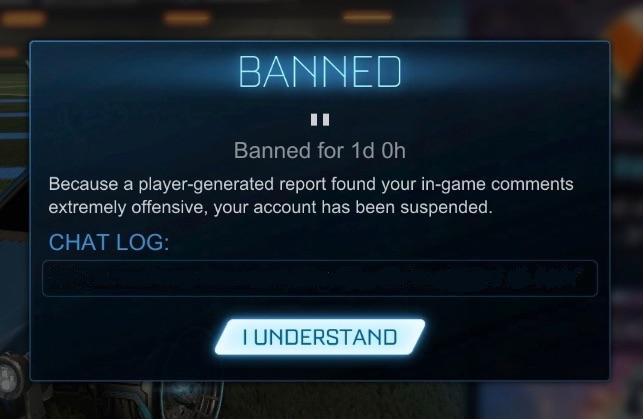 BANNED
"
Banned for 1d 0h
Because a player-generated report found your in-game comments
extremely offensive, your account has been suspended.
CHAT LOG:
I UNDERSTAND